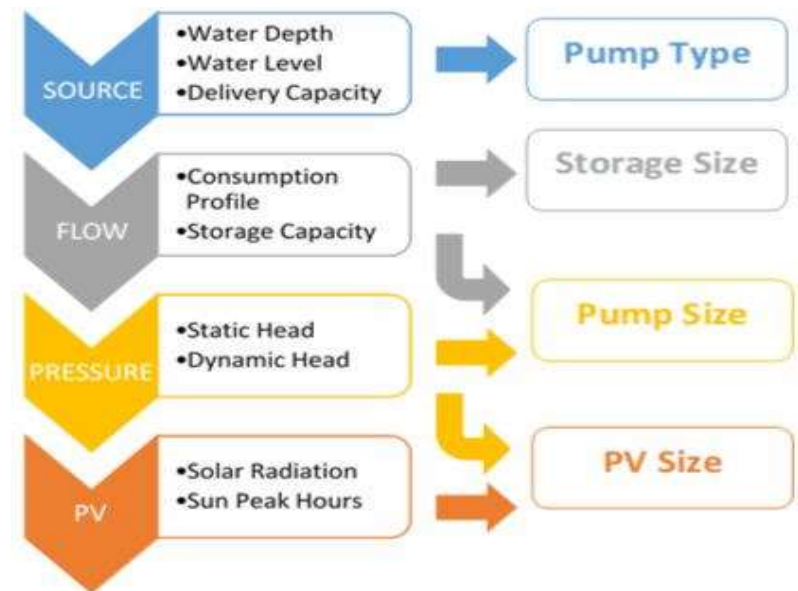 SOURCE
•Water Depth
•Water Level
•Delivery Capacity
Pump Type
FLOW
•Consumption
Profile
•Storage Capacity
Storage Size
PRESSURE
•Static Head
•Dynamic Head
Pump Size
PV
•Solar Radiation
•Sun Peak Hours
PV Size